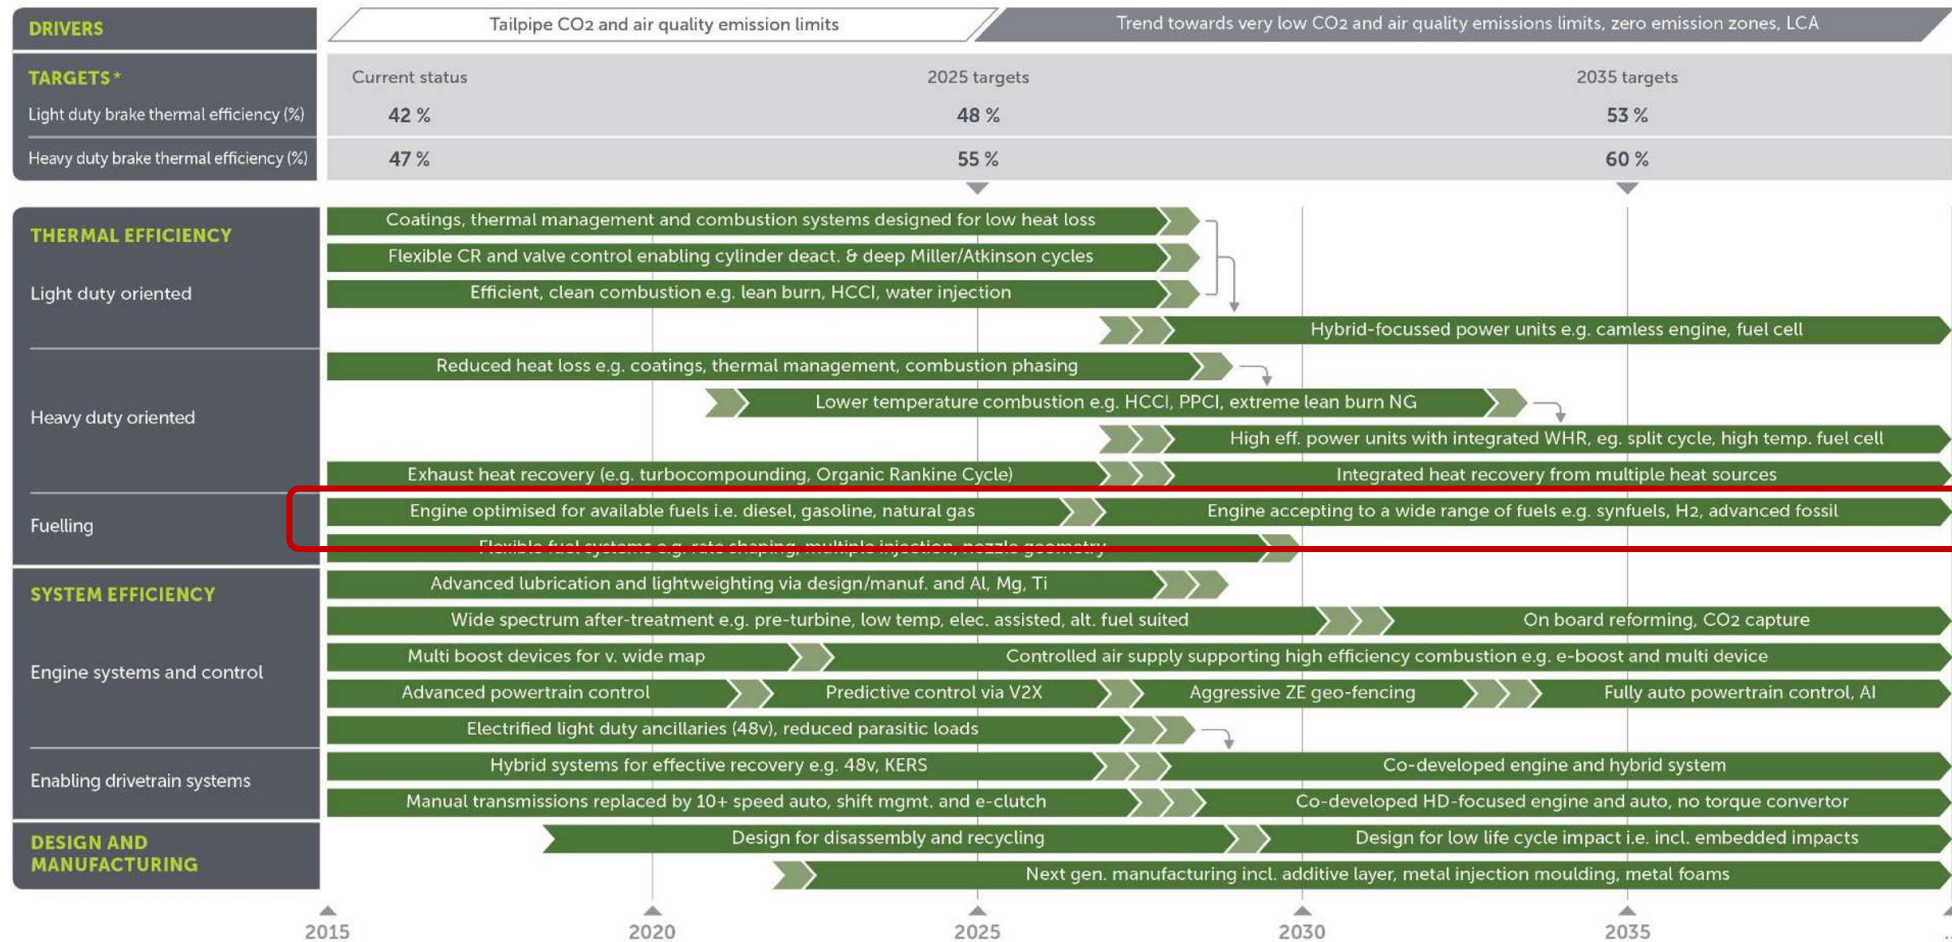 DRIVERS
Tailpipe CO2 and air quality emission limits
Trend towards very low CO2 and air quality emissions limits, zero emission zones, LCA
TARGETS*
Current status
2025 targets
2035 targets
Light duty brake thermal efficiency (%)
42 %
48 %
53 %
Heavy duty brake thermal efficiency (%)
47 %
55 %
60 %
THERMAL EFFICIENCY
Light duty oriented
Coatings, thermal management and combustion systems designed for low heat loss
Flexible CR and valve control enabling cylinder deact. & deep Miller/Atkinson cycles
Efficient, clean combustion e.g. lean burn, HCCI, water injection
Hybrid-focussed power units e.g. camless engine, fuel cell
Heavy duty oriented
Reduced heat loss e.g. coatings, thermal management, combustion phasing
Lower temperature combustion e.g. HCCI, PPCI, extreme lean burn NG
High eff. power units with integrated WHR, eg. split cycle, high temp. fuel cell
Exhaust heat recovery (e.g. turbocompounding, Organic Rankine Cycle)
Integrated heat recovery from multiple heat sources
Fuelling
Engine optimised for available fuels i.e. diesel, gasoline, natural gas
Engine accepting to a wide range of fuels e.g. synfuels, H2, advanced fossil
Flexible fuel systems e.g. rate shaping, multiple injection, nozzle geometry
SYSTEM EFFICIENCY
Engine systems and control
Advanced lubrication and lightweighting via design/manuf. and Al, Mg, Ti
Wide spectrum after-treatment e.g. pre-turbine, low temp, elec. assisted, alt. fuel suited
On board reforming, CO2 capture
Multi boost devices for v. wide map
Controlled air supply supporting high efficiency combustion e.g. e-boost and multi device
Advanced powertrain control
Predictive control via V2X
Aggressive ZE geo-fencing
Fully auto powertrain control, AI
Electrified light duty ancillaries (48v), reduced parasitic loads
Enabling drivetrain systems
Hybrid systems for effective recovery e.g. 48v, KERS
Co-developed engine and hybrid system
Manual transmissions replaced by 10+ speed auto, shift mgmt. and e-clutch
Co-developed HD-focused engine and auto, no torque convertor
DESIGN AND
MANUFACTURING
Design for disassembly and recycling
Design for low life cycle impact i.e. incl. embedded impacts
Next gen. manufacturing incl. additive layer, metal injection moulding, metal foams
2015
2020
2025
2030
2035